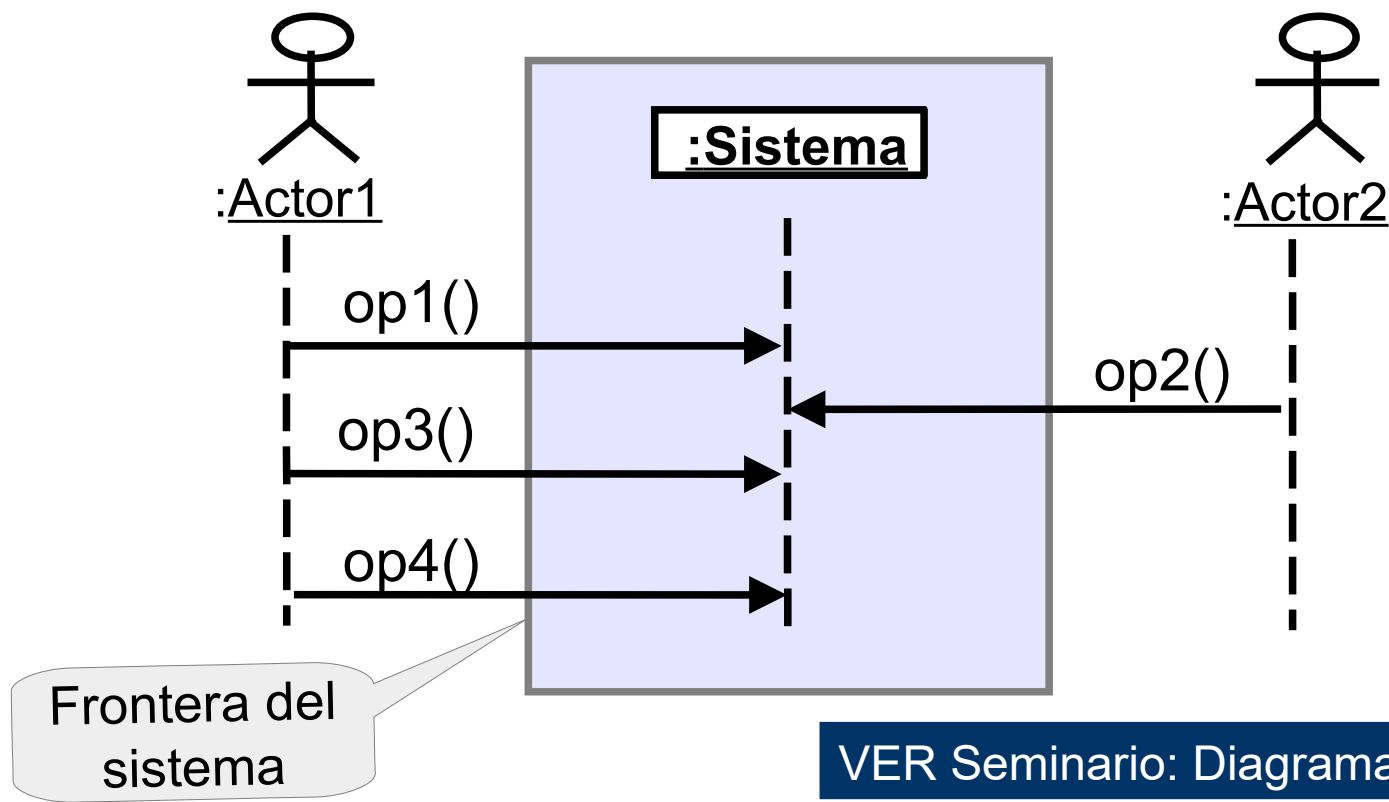 :Sistema
:Actor1
:Actor2
op1()
op2()
op3()
op4()
Frontera del
sistema
VER Seminario: Diagrama